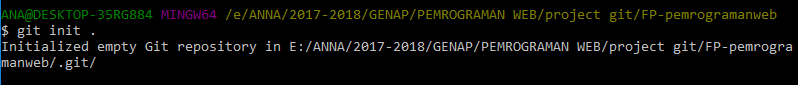 ANA@DESKTOP-35RG884 MINGW64 /e/ANNA/2017-2018/GENAP/PEMROGRAMAN WEB/project git/FP-pemrogramanweb
$ git init .
Initialized empty Git repository in E:/ANNA/2017-2018/GENAP/PEMROGRAMAN WEB/project git/FP-pemrogra
manweb/.git/